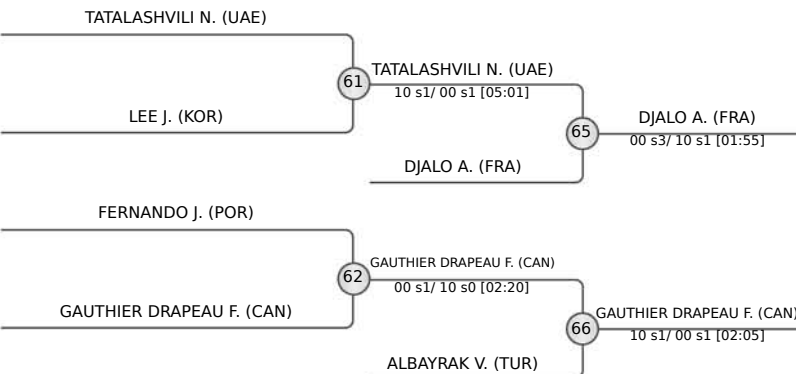 TATALASHVILI N. (UAE)
61
TATALASHVILI N. (UAE)
10 s1/ 00 s1 [05:01]
LEE J. (KOR)
65
DJALO A. (FRA)
00 s3/ 10 s1 [01:55]
DJALO A. (FRA)
FERNANDO J. (POR)
62
GAUTHIER DRAPEAU F. (CAN)
00 s1/ 10 s0 [02:20]
GAUTHIER DRAPEAU F. (CAN)
66
GAUTHIER DRAPEAU F. (CAN)
10 s1/ 00 s1 [02:05]
ALBAYRAK V. (TUR)